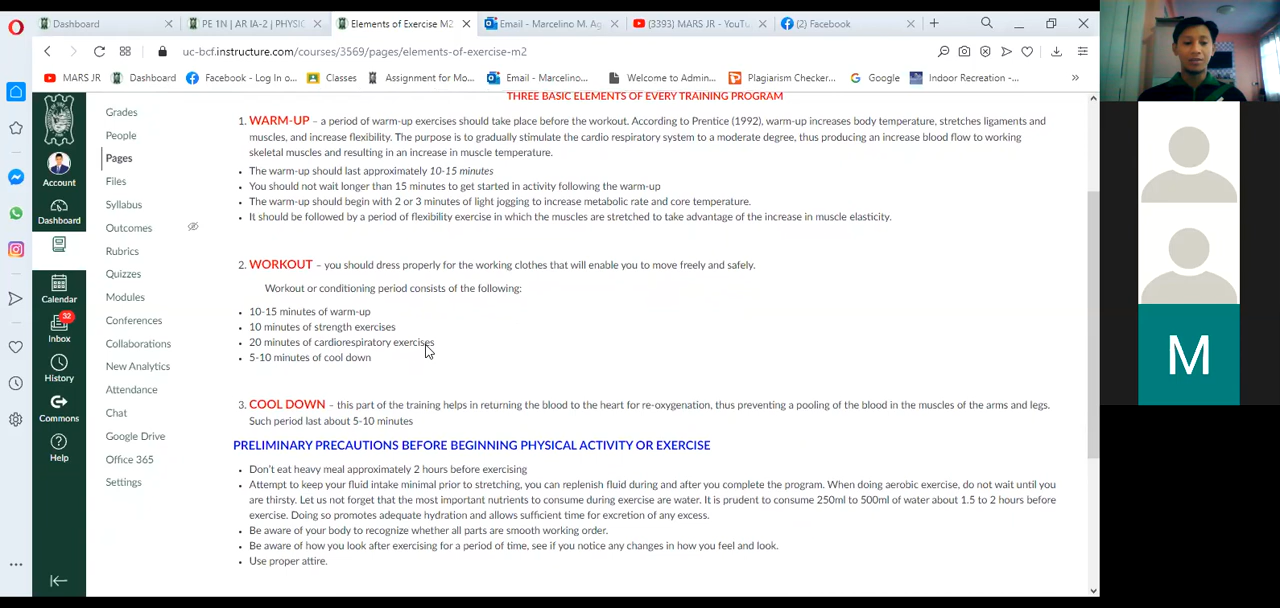 Dashboard
PE 1N | AR IA-2 | PHYSIC
Elements of Exercise M2
Email - Marcelino M. Ag
(3393) MARS JR - YouTu
(2) Facebook
uc-bcf.instructure.com/courses/3569/pages/elements-of-exercise-m2
MARS JR
Dashboard
Facebook - Log In o...
Classes
Assignment for Mo...
Email - Marcelino...
Welcome to Admin...
Plagiarism Checker...
Google
Indoor Recreation -...
Account
Dashboard
Calendar
32
Inbox
History
Commons
Help
Grades
People
Pages
Files
Syllabus
Outcomes
Rubrics
Quizzes
Modules
Conferences
Collaborations
New Analytics
Attendance
Chat
Google Drive
Office 365
Settings
THREE BASIC ELEMENTS OF EVERY TRAINING PROGRAM
1. WARM-UP – a period of warm-up exercises should take place before the workout. According to Prentice (1992), warm-up increases body temperature, stretches ligaments and
muscles, and increase flexibility. The purpose is to gradually stimulate the cardio respiratory system to a moderate degree, thus producing an increase blood flow to working
skeletal muscles and resulting in an increase in muscle temperature.
• The warm-up should last approximately 10-15 minutes
• You should not wait longer than 15 minutes to get started in activity following the warm-up
• The warm-up should begin with 2 or 3 minutes of light jogging to increase metabolic rate and core temperature.
• It should be followed by a period of flexibility exercise in which the muscles are stretched to take advantage of the increase in muscle elasticity.
2. WORKOUT – you should dress properly for the working clothes that will enable you to move freely and safely.
Workout or conditioning period consists of the following:
• 10-15 minutes of warm-up
• 10 minutes of strength exercises
• 20 minutes of cardiorespiratory exercises
• 5-10 minutes of cool down
3. COOL DOWN – this part of the training helps in returning the blood to the heart for re-oxygenation, thus preventing a pooling of the blood in the muscles of the arms and legs.
Such period last about 5-10 minutes
PRELIMINARY PRECAUTIONS BEFORE BEGINNING PHYSICAL ACTIVITY OR EXERCISE
• Don't eat heavy meal approximately 2 hours before exercising
• Attempt to keep your fluid intake minimal prior to stretching, you can replenish fluid during and after you complete the program. When doing aerobic exercise, do not wait until you
are thirsty. Let us not forget that the most important nutrients to consume during exercise are water. It is prudent to consume 250ml to 500ml of water about 1.5 to 2 hours before
exercise. Doing so promotes adequate hydration and allows sufficient time for excretion of any excess.
• Be aware of your body to recognize whether all parts are smooth working order.
• Be aware of how you look after exercising for a period of time, see if you notice any changes in how you feel and look.
• Use proper attire.
M